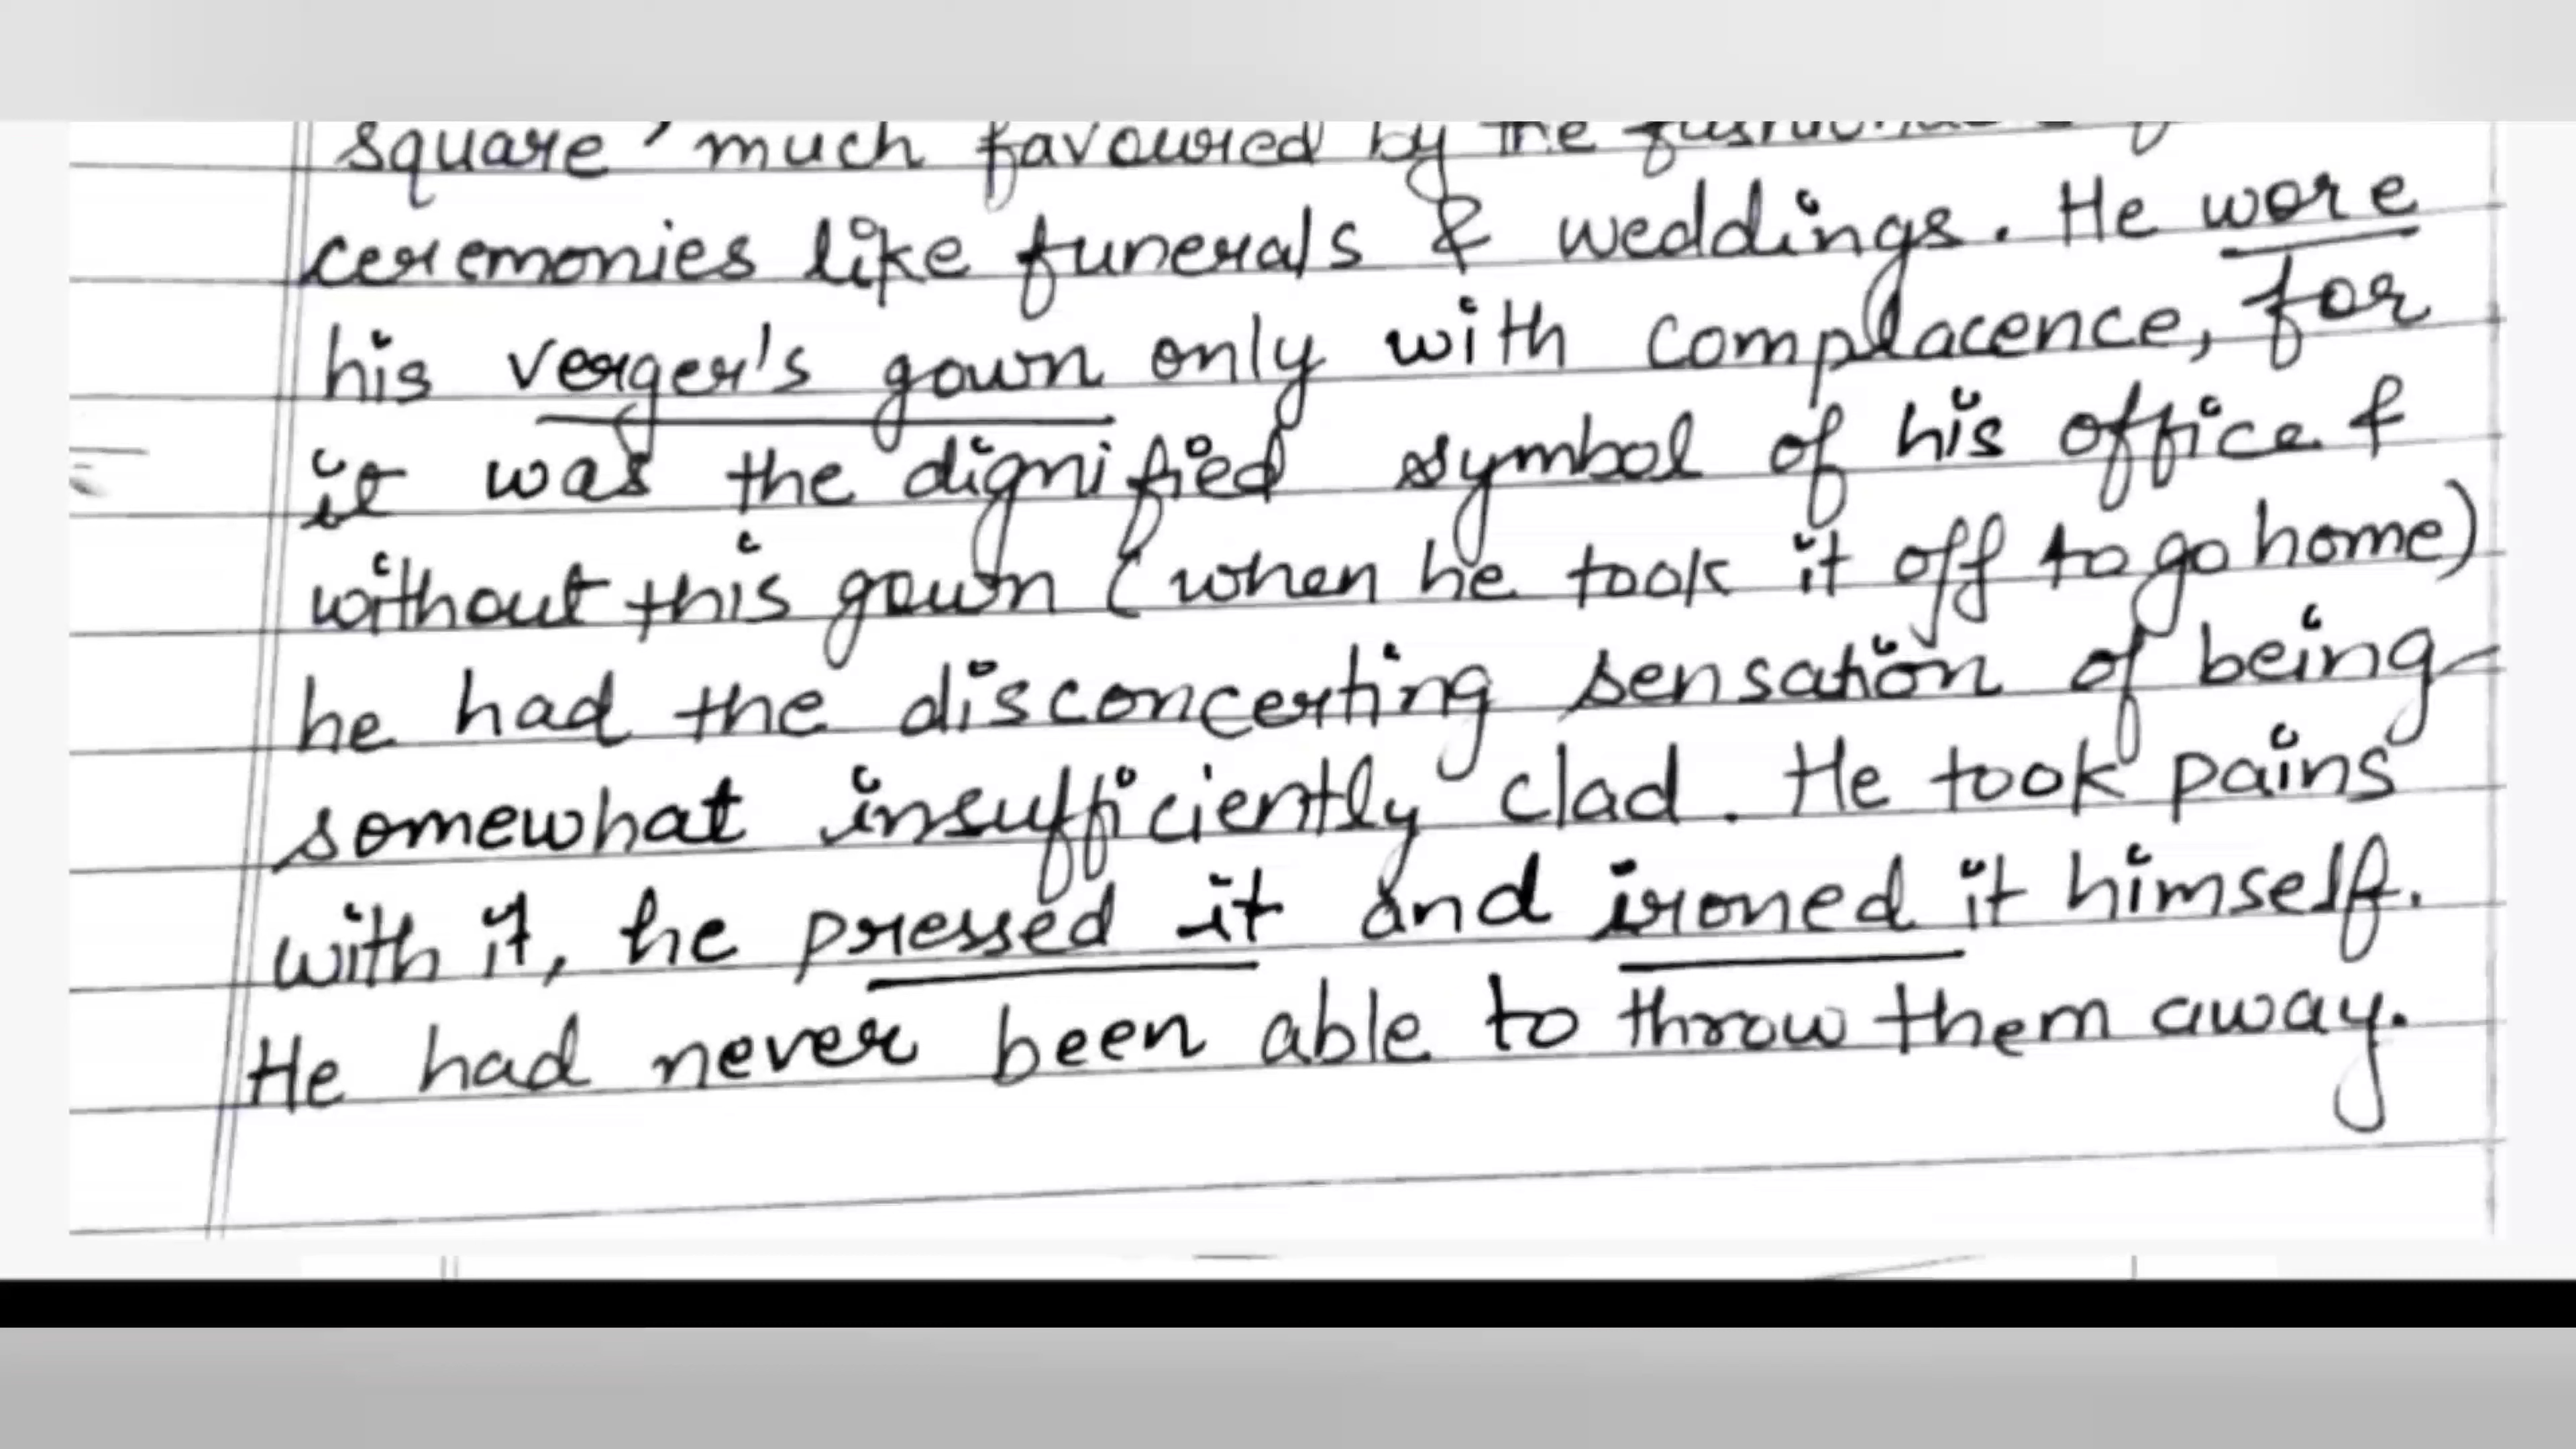 square' much favoured by the
ceremonies like funerals & weddings. He wore
his verger's gown only with complacence, for
it was the dignified symbol of his office &
without this gown (when he took it off to go home)
he had the disconcerting sensation of being
somewhat insufficiently clad. He took pains
with it, he pressed it and ironed it himself.
He had never been able to throw them away.